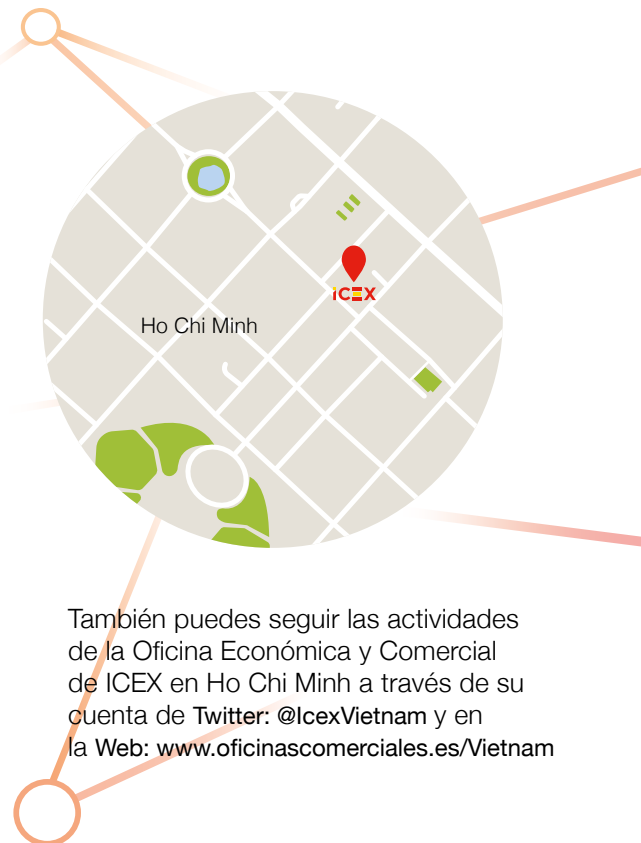 ICEX
Ho Chi Minh
También puedes seguir las actividades
de la Oficina Económica y Comercial
de ICEX en Ho Chi Minh a través de su
cuenta de Twitter: @IcexVietnam y en
la Web: www.oficinascomerciales.es/Vietnam